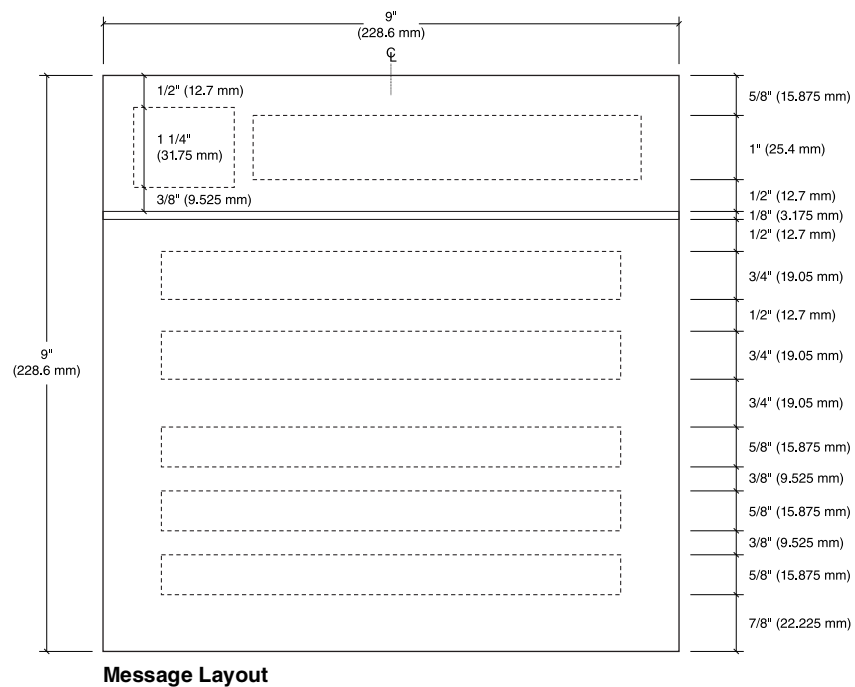 9"
(228.6 mm)
℄
1/2" (12.7 mm)
1 1/4"
(31.75 mm)
3/8" (9.525 mm)
5/8" (15.875 mm)
1" (25.4 mm)
1/2" (12.7 mm)
1/8" (3.175 mm)
1/2" (12.7 mm)
3/4" (19.05 mm)
1/2" (12.7 mm)
3/4" (19.05 mm)
3/4" (19.05 mm)
5/8" (15.875 mm)
3/8" (9.525 mm)
5/8" (15.875 mm)
3/8" (9.525 mm)
5/8" (15.875 mm)
7/8" (22.225 mm)
9"
(228.6 mm)
Message Layout